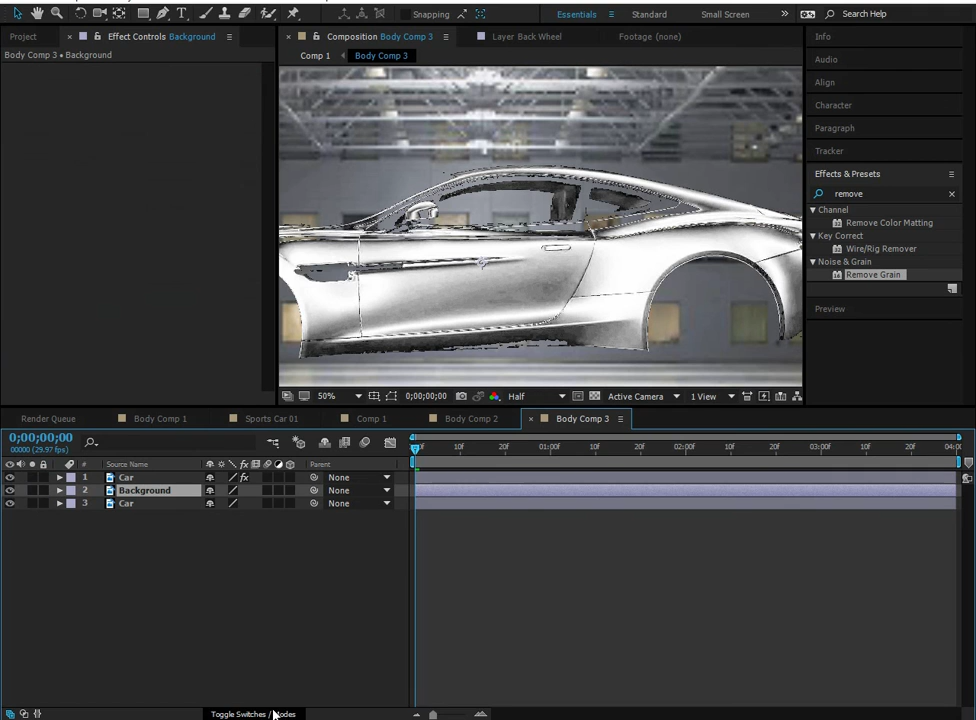 Snapping
Essentials
Standard
Small Screen
Search Help
Project
Effect Controls Background
Composition Body Comp 3
Layer Back Wheel
Footage (none)
Info
Body Comp 3 • Background
Comp 1
Body Comp 3
Audio
Align
Character
Paragraph
Tracker
Effects & Presets
remove
Channel
Remove Color Matting
Key Correct
Wire/Rig Remover
Noise & Grain
Remove Grain
Preview
50%
0;00;00;00
Half
Active Camera
1 View
Render Queue
Body Comp 1
Sports Car 01
Comp 1
Body Comp 2
Body Comp 3
0;00;00;00
00000 (29.97 fps)
10f
20f
01:00f
10f
20f
02:00f
10f
20f
03:00f
10f
20f
04:00
#
Source Name
Parent
1
Car
None
2
Background
None
3
Car
None
Toggle Switches / Modes